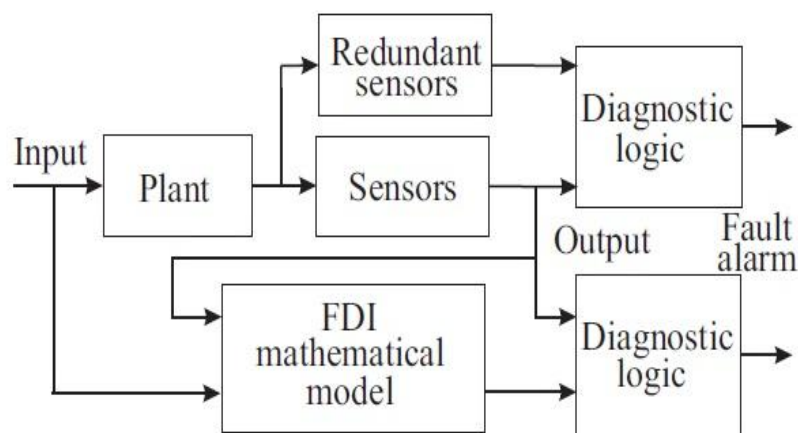 Redundant
sensors
Diagnostic
logic
Input
Plant
Sensors
Output
Fault
alarm
FDI
mathematical
model
Diagnostic
logic